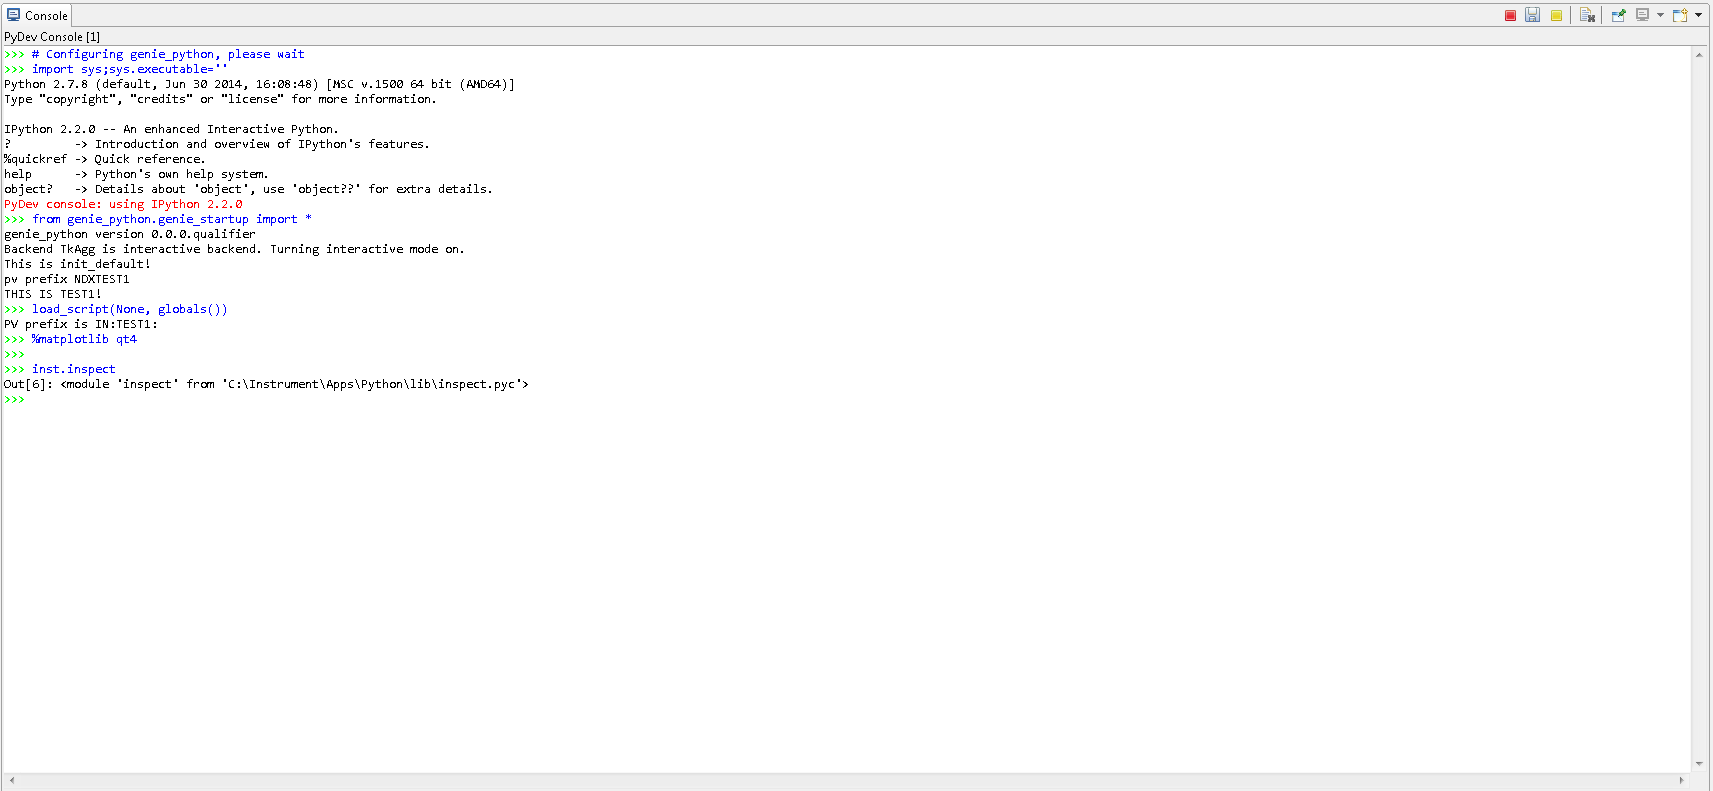 Console
PyDev Console [1]
>>> # Configuring genie_python, please wait
>>> import sys;sys.executable=''
Python 2.7.8 (default, Jun 30 2014, 16:08:48) [MSC v.1500 64 bit (AMD64)]
Type "copyright", "credits" or "license" for more information.

IPython 2.2.0 -- An enhanced Interactive Python.
?         -> Introduction and overview of IPython's features.
%quickref -> Quick reference.
help      -> Python's own help system.
object?   -> Details about 'object', use 'object??' for extra details.
PyDev console: using IPython 2.2.0
>>> from genie_python.genie_startup import *
genie_python version 0.0.0.qualifier
Backend TkAgg is interactive backend. Turning interactive mode on.
This is init_default!
pv prefix NDXTEST1
THIS IS TEST1!
>>> load_script(None, globals())
PV prefix is IN:TEST1:
>>> %matplotlib qt4
>>>
>>> inst.inspect
Out[6]: <module 'inspect' from 'C:\Instrument\Apps\Python\lib\inspect.pyc'>
>>>